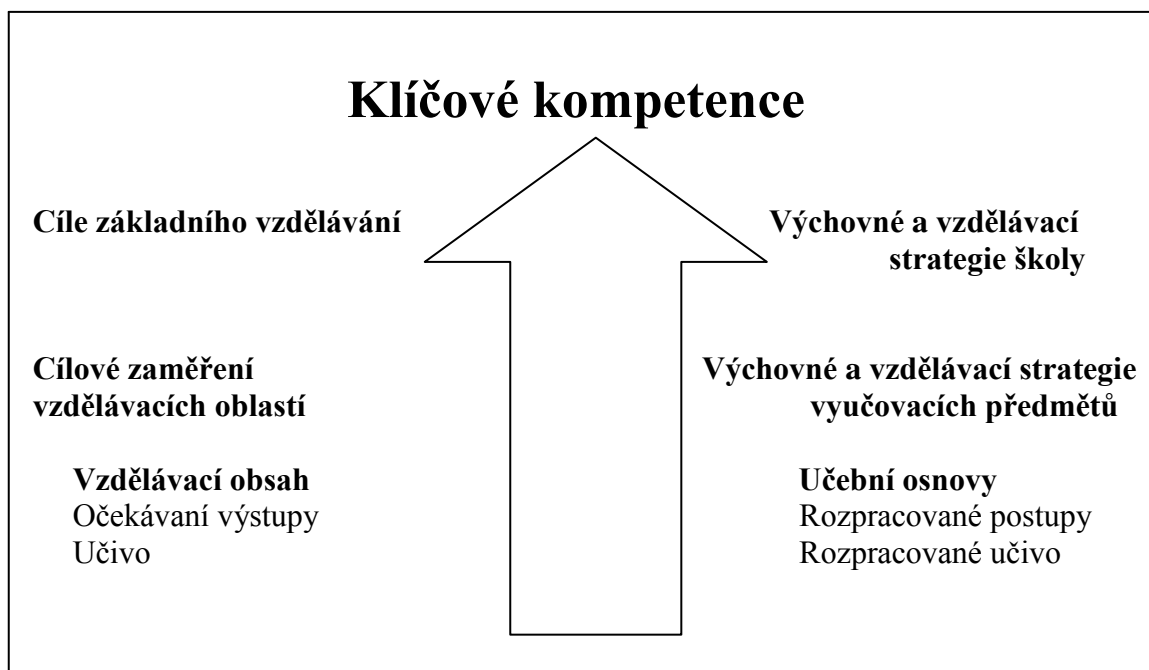 Klíčové kompetence
Cíle základního vzdělávání
Výchovné a vzdělávací
strategie školy
Cílové zaměření
vzdělávacích oblastí
Výchovné a vzdělávací strategie
vyučovacích předmětů
Vzdělávací obsah
Očekávaní výstupy
Učivo
Učební osnovy
Rozpracované postupy
Rozpracované učivo